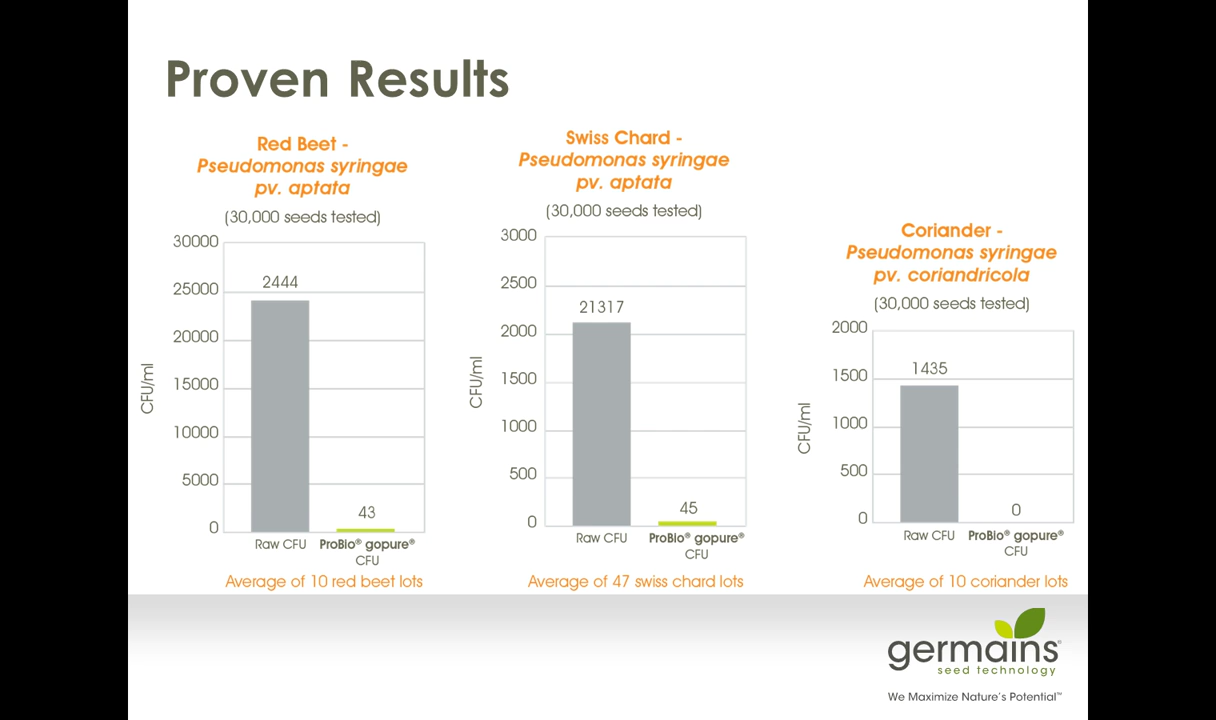 Proven Results
Red Beet -
Pseudomonas syringae
pv. aptata
(30,000 seeds tested)
30000
25000
20000
15000
10000
5000
0
CFU/ml
2444
43
Raw CFU
ProBio® gopure®
CFU
Average of 10 red beet lots
Swiss Chard -
Pseudomonas syringae
pv. aptata
(30,000 seeds tested)
3000
2500
2000
1500
1000
500
0
CFU/ml
21317
45
Raw CFU
ProBio® gopure®
CFU
Average of 47 swiss chard lots
Coriander -
Pseudomonas syringae
pv. coriandricola
(30,000 seeds tested)
2000
1500
1000
500
0
CFU/ml
1435
0
Raw CFU
ProBio® gopure®
CFU
Average of 10 coriander lots
germains®
seed technology
We Maximize Nature's Potential™